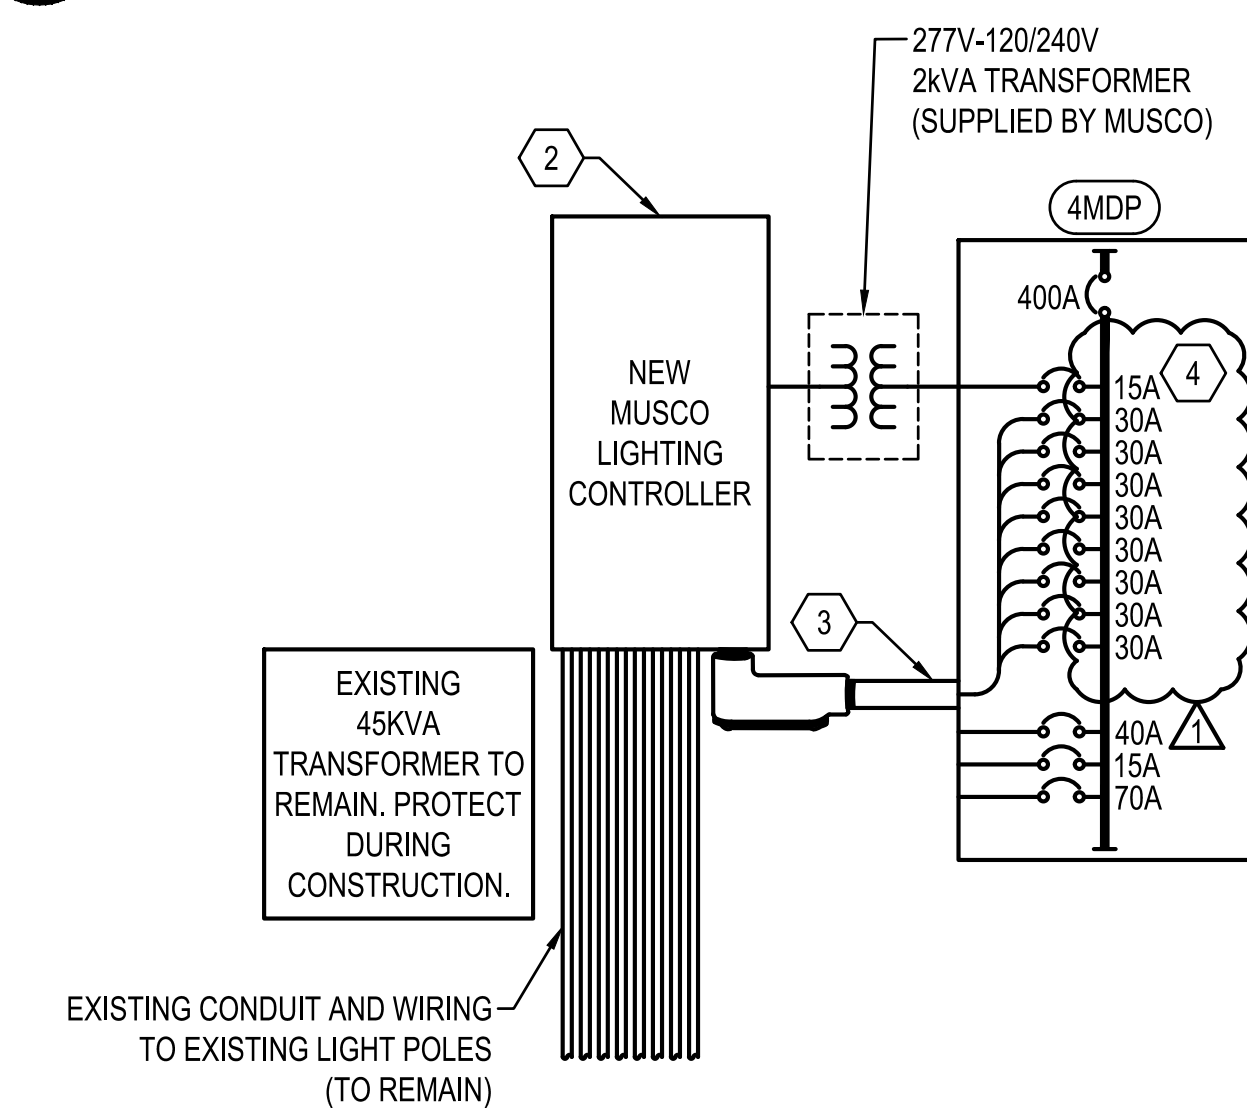 277V-120/240V
2kVA TRANSFORMER
(SUPPLIED BY MUSCO)
2
4MDP
400A
NEW
MUSCO
LIGHTING
CONTROLLER
4
15A
30A
30A
30A
30A
30A
30A
30A
30A
3
1
40A
15A
70A
EXISTING
45KVA
TRANSFORMER TO
REMAIN. PROTECT
DURING
CONSTRUCTION.
EXISTING CONDUIT AND WIRING
TO EXISTING LIGHT POLES
(TO REMAIN)